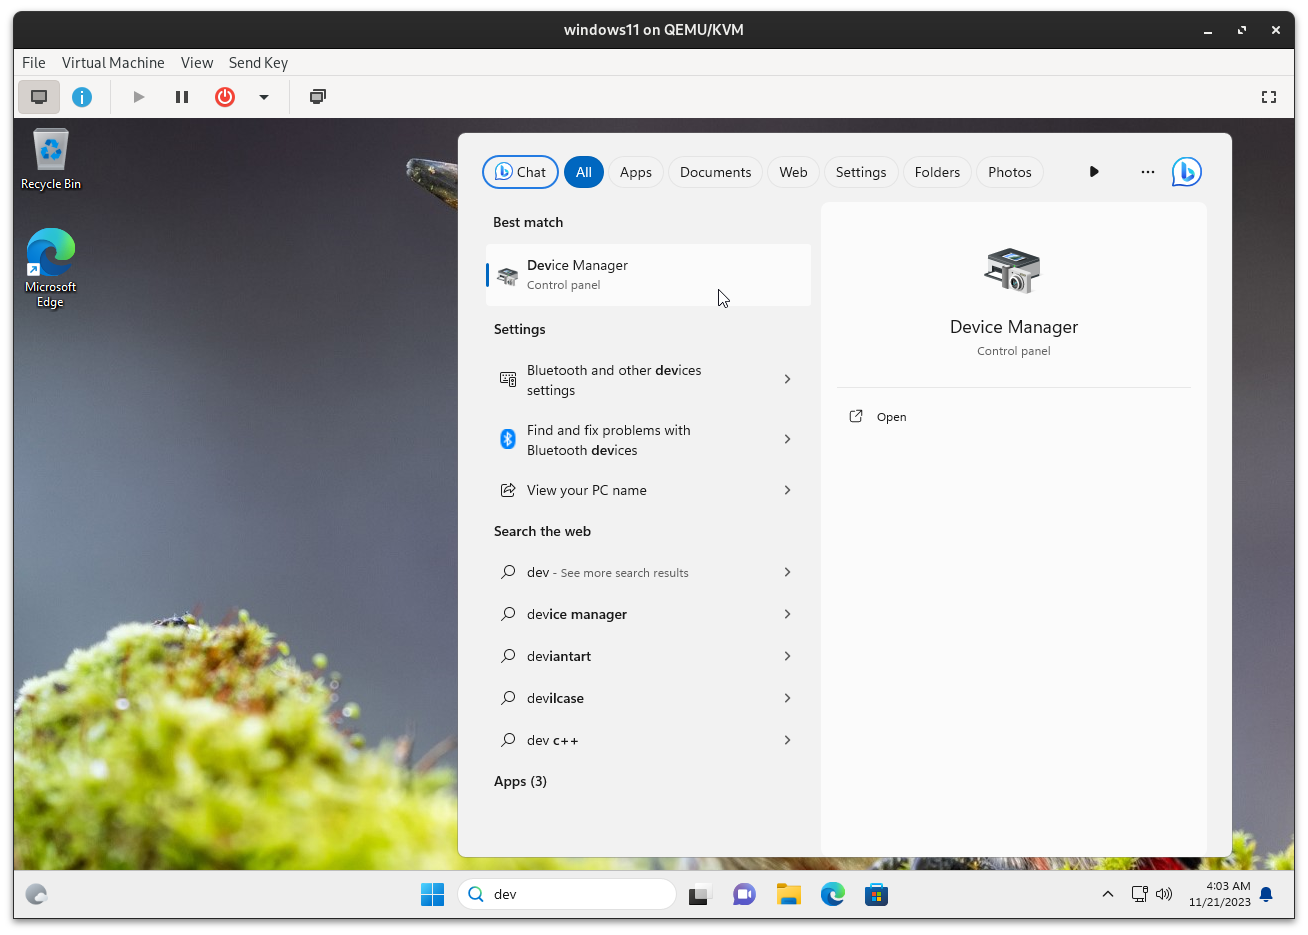 windows11 on QEMU/KVM
File Virtual Machine View Send Key
Recycle Bin
Microsoft
Edge
Chat All Apps Documents Web Settings Folders Photos
Best match
Device Manager
Control panel
Settings
Bluetooth and other devices
settings
Find and fix problems with
Bluetooth devices
View your PC name
Search the web
dev - See more search results
device manager
deviantart
devilcase
dev c++
Apps (3)
Device Manager
Control panel
Open
dev
4:03 AM
11/21/2023